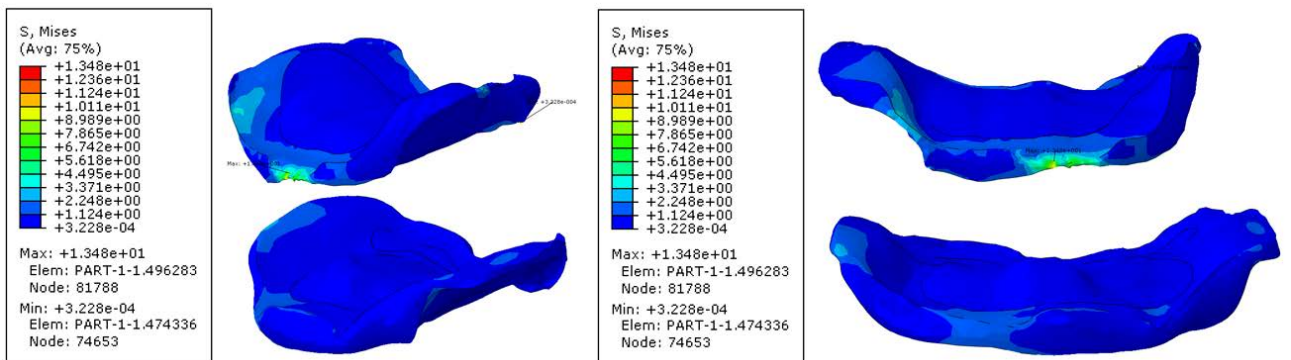 S, Mises
(Avg: 75%)
+1.348e+01
+1.236e+01
+1.124e+01
+1.011e+01
+8.989e+00
+7.865e+00
+6.742e+00
+5.618e+00
+4.495e+00
+3.371e+00
+2.248e+00
+1.124e+00
+3.228e-04
Max: +1.348e+01
Elem: PART-1-1.496283
Node: 81788
Min: +3.228e-04
Elem: PART-1-1.474336
Node: 74653
+3.228e-004
Max:
S, Mises
(Avg: 75%)
+1.348e+01
+1.236e+01
+1.124e+01
+1.011e+01
+8.989e+00
+7.865e+00
+6.742e+00
+5.618e+00
+4.495e+00
+3.371e+00
+2.248e+00
+1.124e+00
+3.228e-04
Max: +1.348e+01
Elem: PART-1-1.496283
Node: 81788
Min: +3.228e-04
Elem: PART-1-1.474336
Node: 74653
Max: